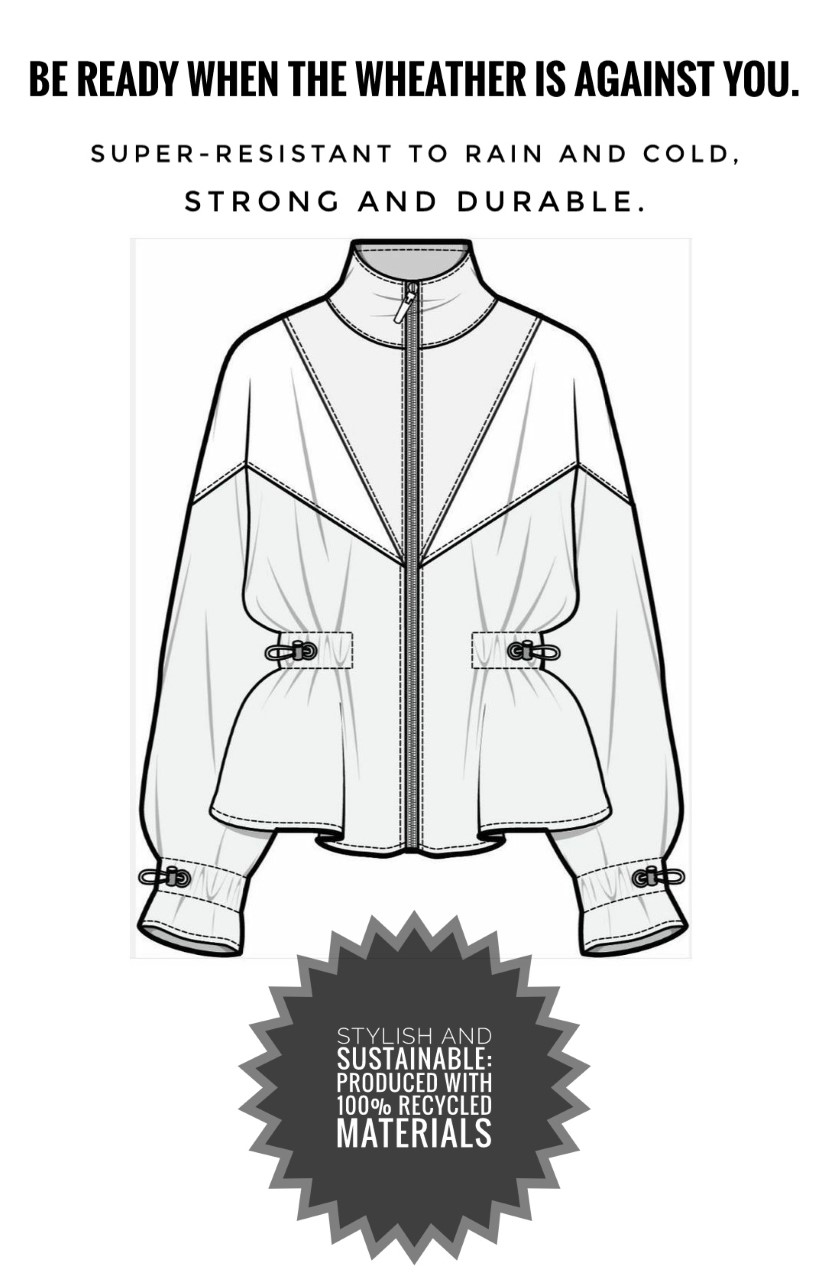 BE READY WHEN THE WHEATHER IS AGAINST YOU.
SUPER-RESISTANT TO RAIN AND COLD,
STRONG AND DURABLE.
STYLISH AND
SUSTAINABLE:
PRODUCED WITH
100% RECYCLED
MATERIALS